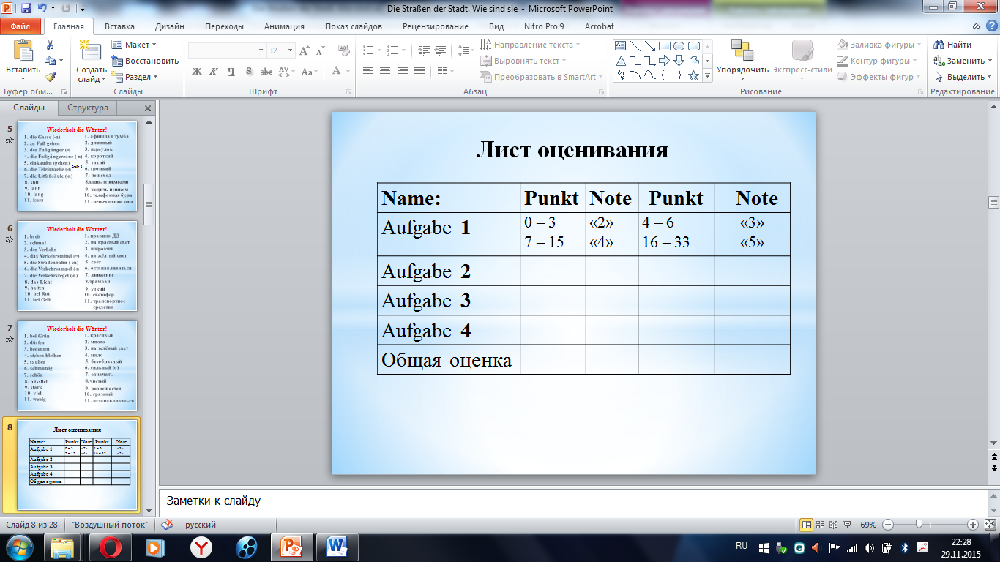 Die Straßen der Stadt. Wie sind sie - Microsoft PowerPoint
Файл Главная Вставка Дизайн Переходы Анимация Показ слайдов Рецензирование Вид Nitro Pro 9 Acrobat
Вставить
Создать слайд
Макет
Восстановить
Раздел
32
Направление текста
Выровнять текст
Преобразовать в SmartArt
Упорядочить
Экспресс-стили
Заливка фигуры
Контур фигуры
Эффекты фигур
Найти
Заменить
Выделить
Буфер обм... Слайды Шрифт Абзац Рисование Редактирование
Слайды Структура
5
Wiederholt die Wörter!
1. die Gasse (-n)
2. zu Fuß gehen
3. der Fußgänger (=)
4. die Fußgängerzone (-n)
5. einkaufen (gehen)
6. die Telefonzelle (-n)
7. die Litfaßsäule (-n)
8. still
9. laut
10. lang
11. kurz
1. афишная тумба
2. длинный
3. переулок
4. короткий
5. тихий
6. громкий
7. пешеход
8.ходить за покупками
9. ходить пешком
10. телефонная будка
11. пешеходная зона
6
Wiederholt die Wörter!
1. breit
2. schmal
3. der Verkehr
4. das Verkehrsmittel (=)
5. die Straßenbahn (-en)
6. die Verkehrsampel (-n
7. die Verkehrsregel (-n)
8. das Licht
9. halten
10. bei Rot
11. bei Gelb
1. правило ДД
2. на красный свет
3. широкий
4. на жёлтый свет
5. свет
6. останавливаться
7. движение
8.трамвай
9. узкий
10. светофор
11. транспортное
средство
7
Wiederholt die Wörter!
1. bei Grün
2. dürfen
3. bedeuten
4. stehen bleiben
5. sauber
6. schmutzig
7. schön
8. hässlich
9. stark
10. viel
11. wenig
1. красивый
2. много
3. на зелёный свет
4. мало
5. безобразный
6. сильный (о)
7. означать
8.чистый
9. разрешается
10. грязный
11. останавливаться
8
Лист оценивания
Name: Punkt Note Punkt Note
Aufgabe 1 0 – 3 «2» 4 – 6 «3»
7 – 15 «4» 16 – 33 «5»
Aufgabe 2
Aufgabe 3
Aufgabe 4
Общая оценка
Лист оценивания
Name: Punkt Note Punkt Note
Aufgabe 1 0 – 3 «2» 4 – 6 «3»
7 – 15 «4» 16 – 33 «5»
Aufgabe 2
Aufgabe 3
Aufgabe 4
Общая оценка
Заметки к слайду
Слайд 8 из 28 "Воздушный поток" русский 69%
RU
22:28
29.11.2015